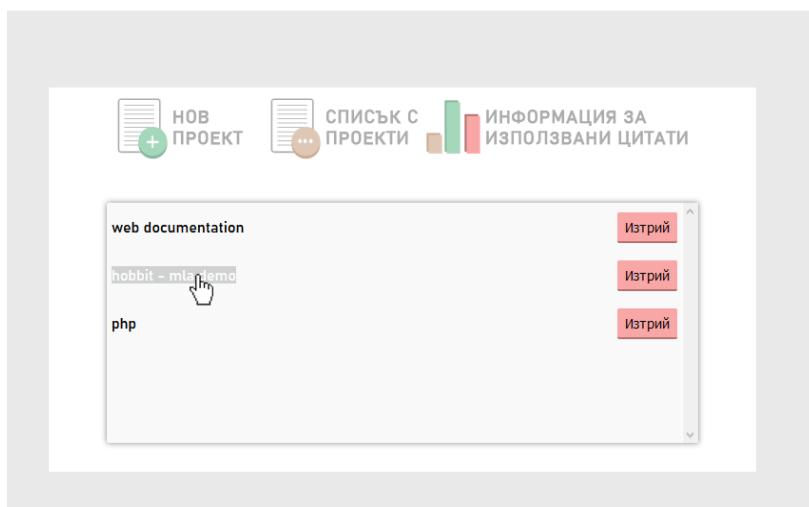 НОВ
ПРОЕКТ
СПИСЪК С
ПРОЕКТИ
ИНФОРМАЦИЯ ЗА
ИЗПОЛЗВАНИ ЦИТАТИ
web documentation
Изтрий
hobbit - mla demo
Изтрий
php
Изтрий